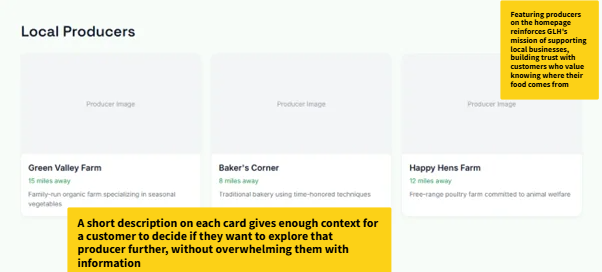 Local Producers
Featuring producers
on the homepage
reinforces GLH's
mission of supporting
local businesses,
building trust with
customers who value
knowing where their
food comes from
Producer Image
Producer Image
Producer Image
Green Valley Farm
15 miles away
Family-run organic farm specializing in seasonal
vegetables
Baker's Corner
8 miles away
Traditional bakery using time-honored techniques
Happy Hens Farm
12 miles away
Free-range poultry farm committed to animal welfare
A short description on each card gives enough context for
a customer to decide if they want to explore that
producer further, without overwhelming them with
information